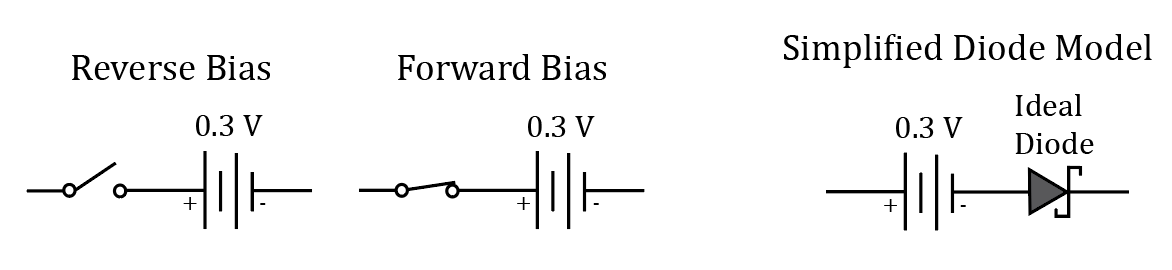 Reverse Bias
0.3 V
+ -
Forward Bias
0.3 V
+ -
Simplified Diode Model
0.3 V
+ -
Ideal
Diode